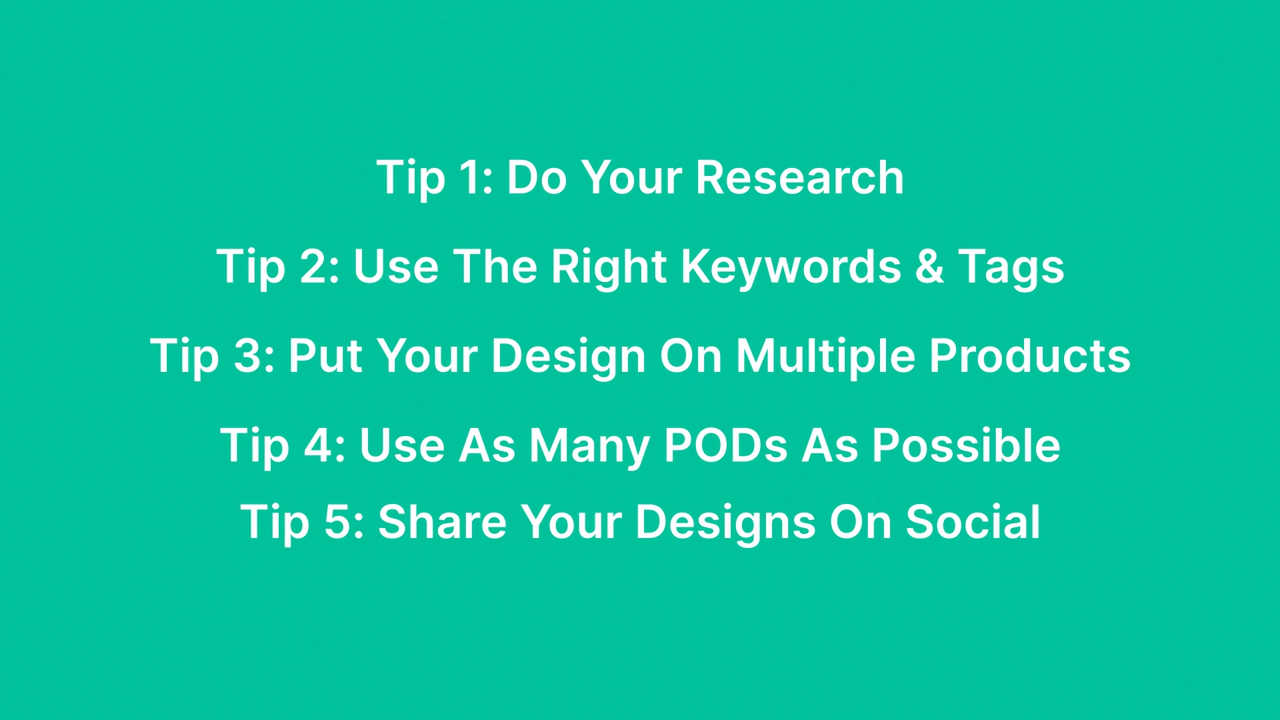 Tip 1: Do Your Research
Tip 2: Use The Right Keywords & Tags
Tip 3: Put Your Design On Multiple Products
Tip 4: Use As Many PODs As Possible
Tip 5: Share Your Designs On Social